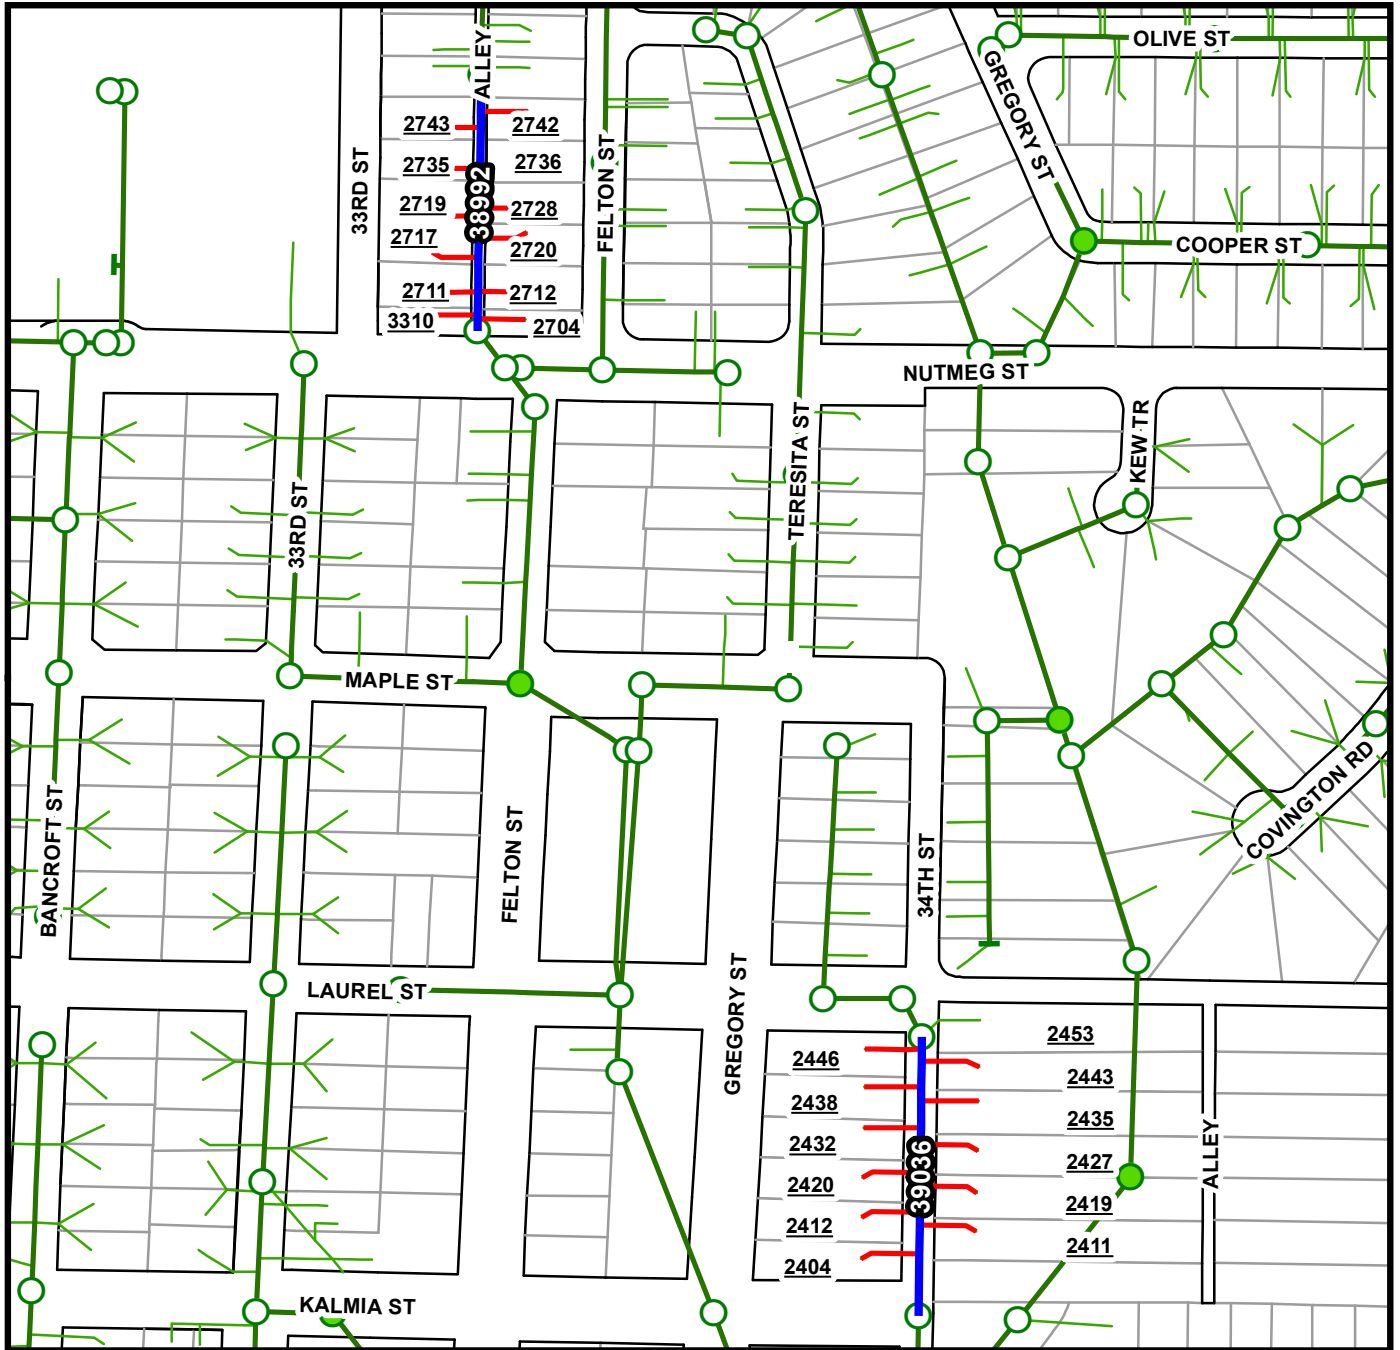 OLIVE ST
ALLEY
GREGORY ST
2743
2742
33RD ST
2735
2736
FELTON ST
38992
2719
2728
2717
2720
COOPER ST
2711
2712
3310
2704
NUTMEG ST
KEW TR
TERESITA ST
33RD ST
MAPLE ST
BANCROFT ST
FELTON ST
34TH ST
COVINGTON RD
LAUREL ST
GREGORY ST
2453
2446
2443
2438
2435
2432
2427
39036
ALLEY
2420
2419
2412
2411
2404
KALMIA ST